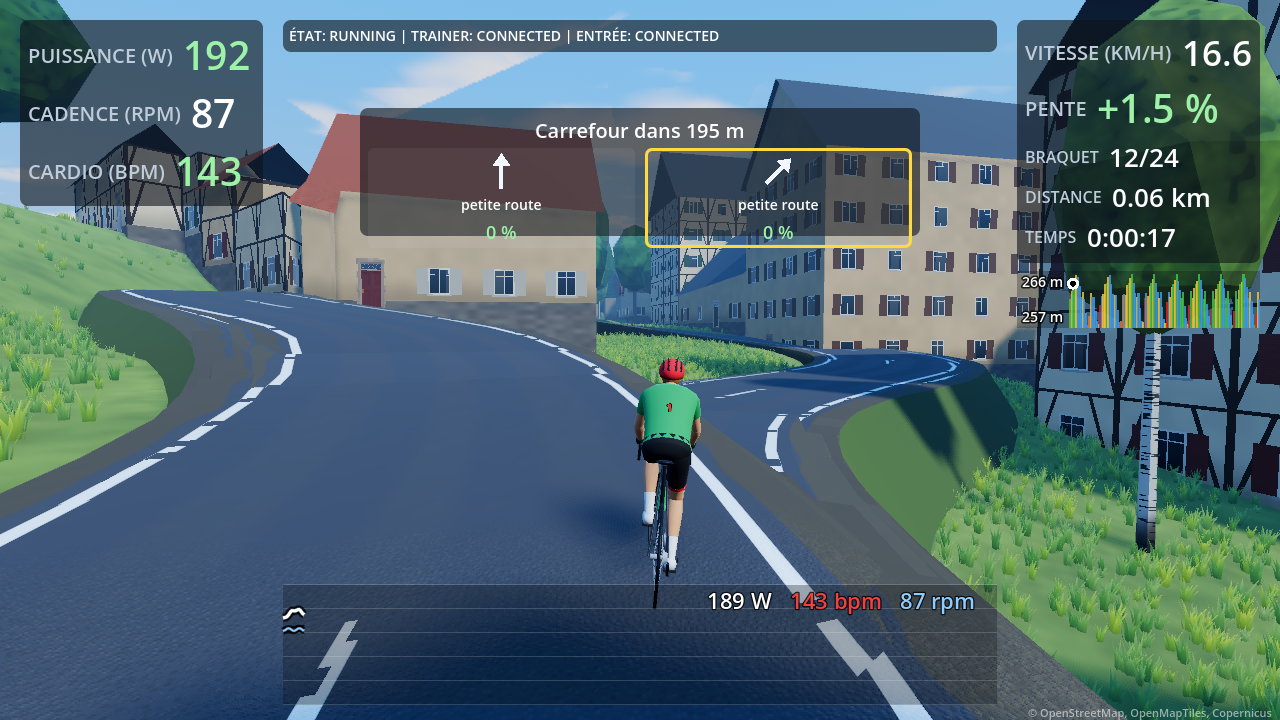 PUISSANCE (W) 192
CADENCE (RPM) 87
CARDIO (BPM) 143
ÉTAT: RUNNING | TRAINER: CONNECTED | ENTRÉE: CONNECTED
Carrefour dans 195 m
petite route
0 %
petite route
0 %
VITESSE (KM/H) 16.6
PENTE +1.5 %
BRAQUET 12/24
DISTANCE 0.06 km
TEMPS 0:00:17
266 m
257 m
1
189 W 143 bpm 87 rpm
© OpenStreetMap, OpenMapTiles, Copernicus